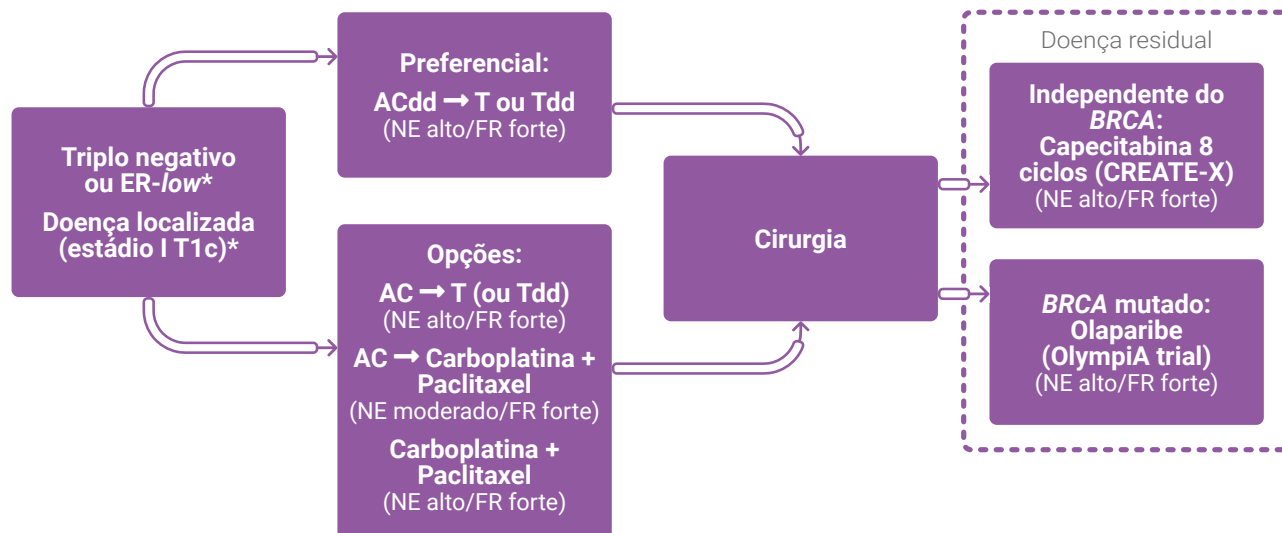 Triplo negativo
ou ER-low*
Doença localizada
(estádio I T1c)*
Preferencial:
ACdd → T ou Tdd
(NE alto/FR forte)
Opções:
AC → T (ou Tdd)
(NE alto/FR forte)
AC → Carboplatina +
Paclitaxel
(NE moderado/FR forte)
Carboplatina +
Paclitaxel
(NE alto/FR forte)
Cirurgia
Doença residual
Independente do
BRCA:
Capecitabina 8
ciclos (CREATE-X)
(NE alto/FR forte)
BRCA mutado:
Olaparibe
(OlympiA trial)
(NE alto/FR forte)